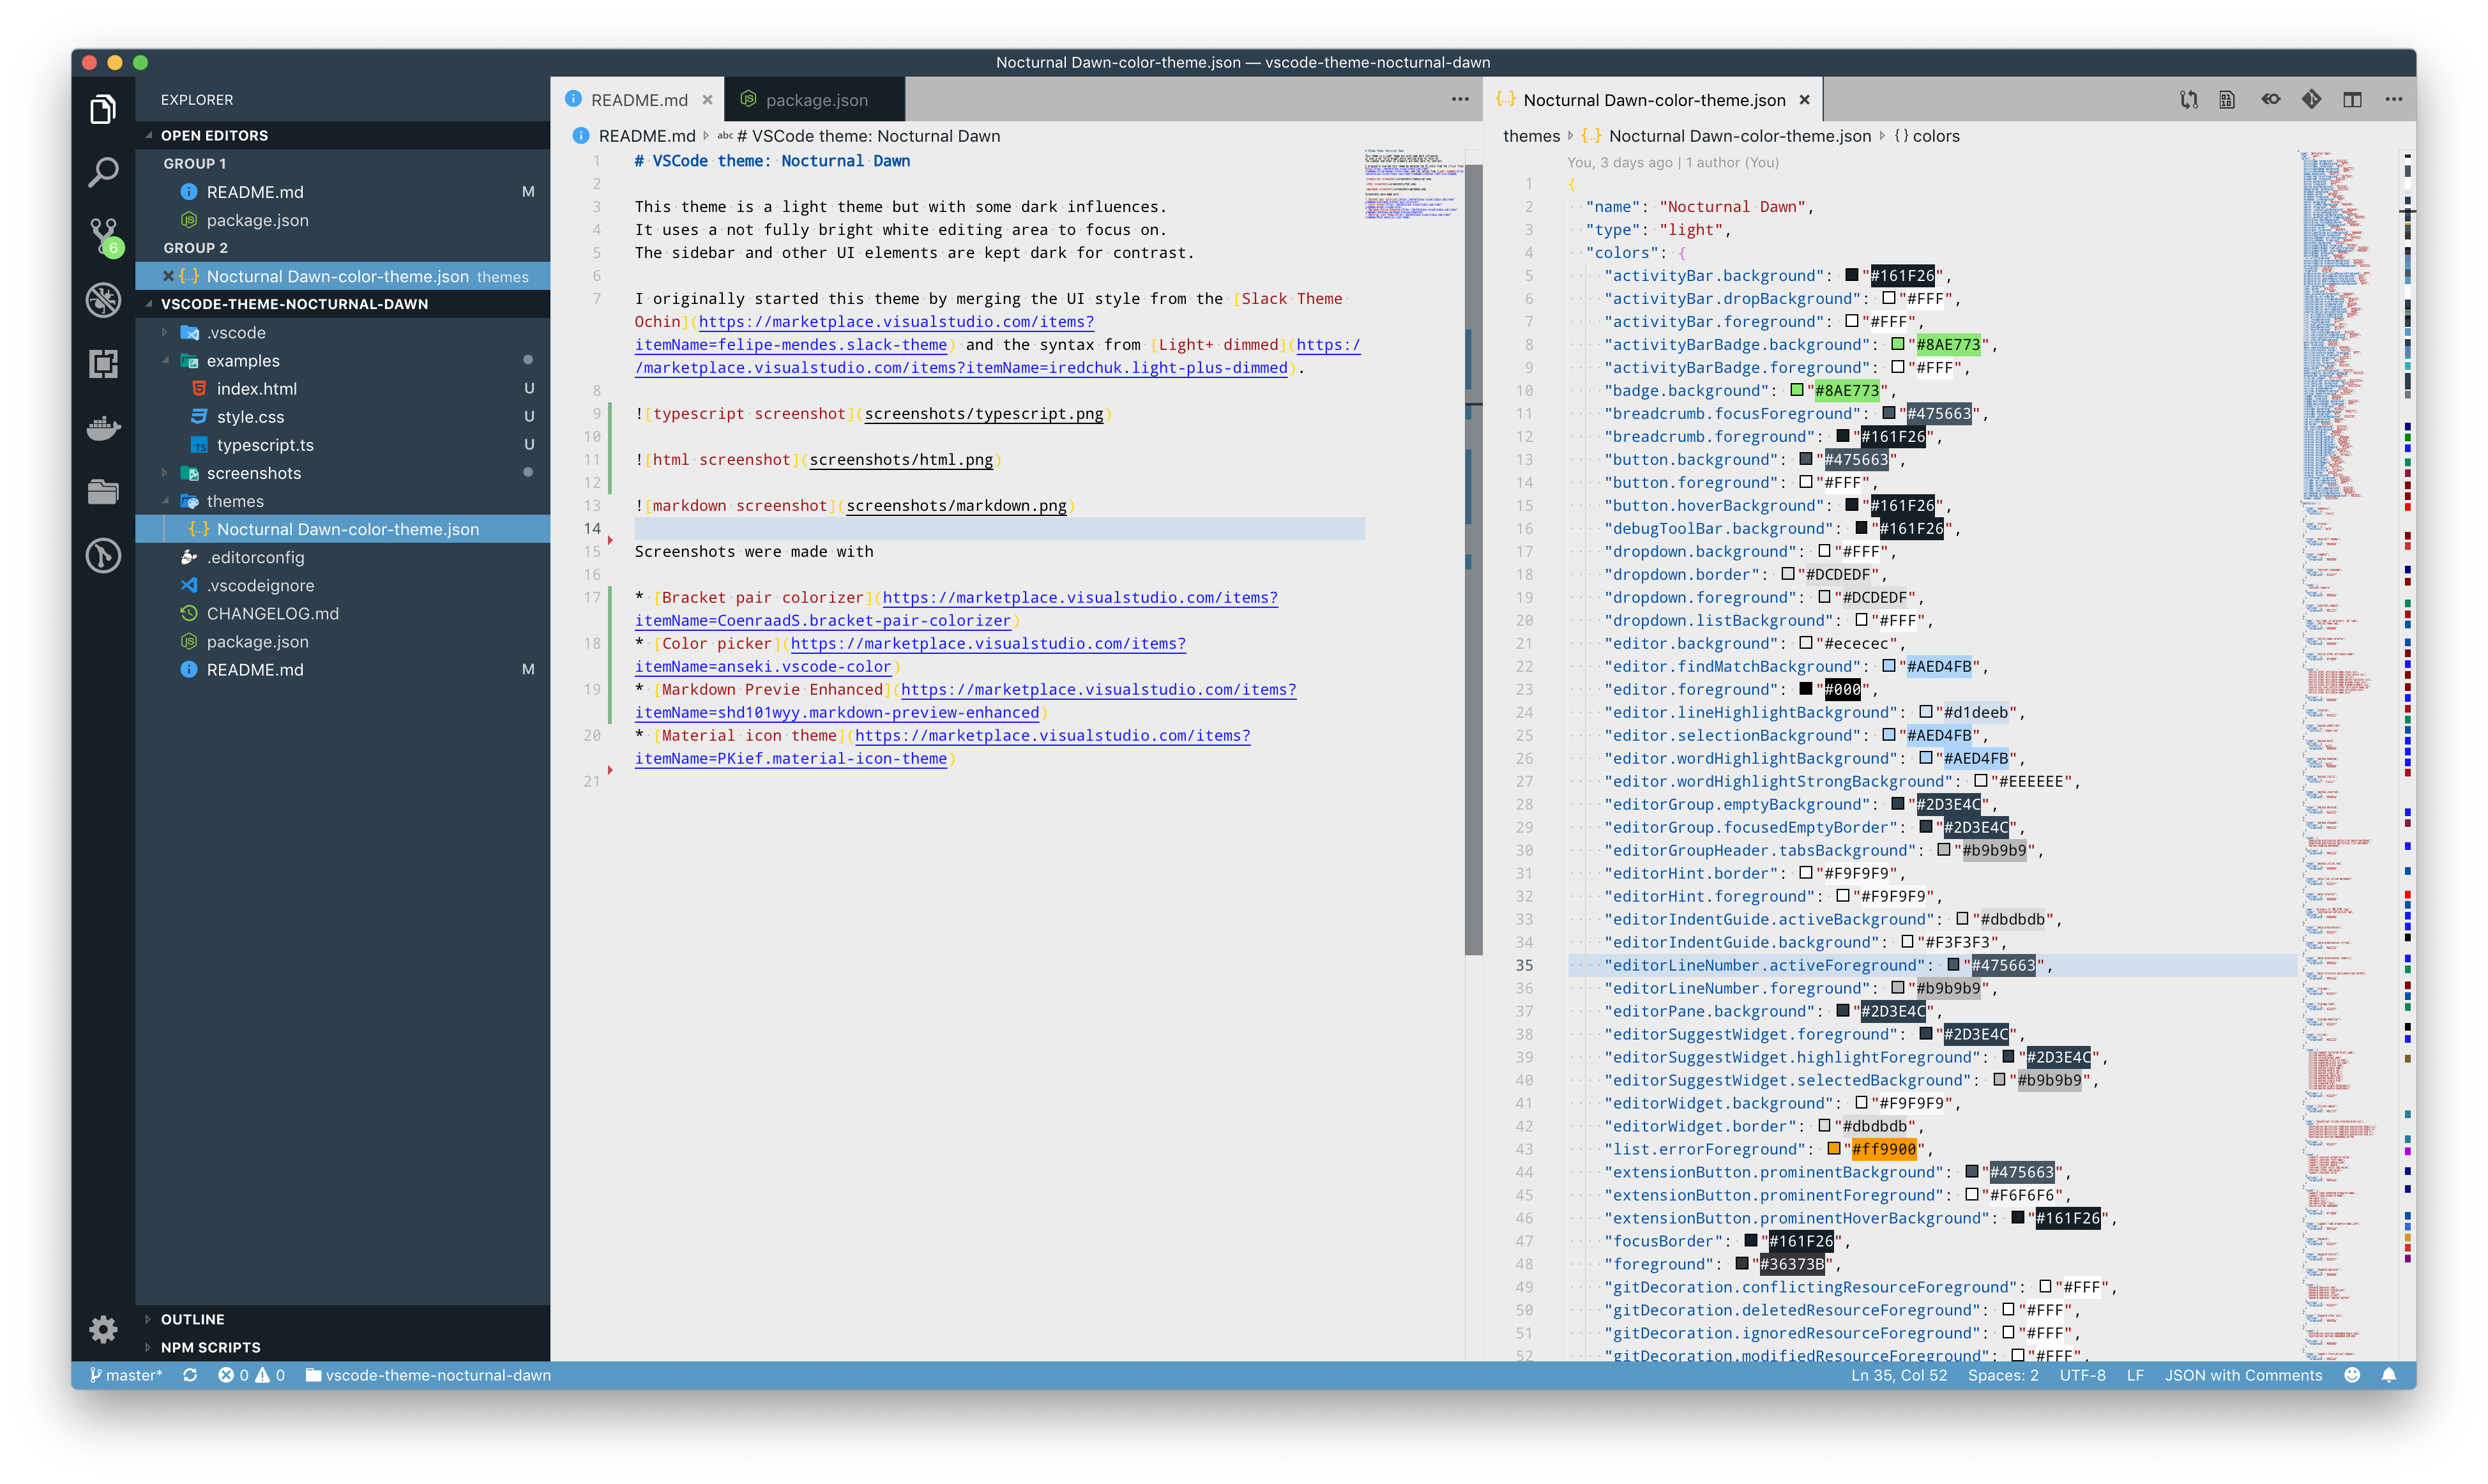 Nocturnal Dawn-color-theme.json — vscode-theme-nocturnal-dawn
EXPLORER
OPEN EDITORS
GROUP 1
README.md M
package.json
GROUP 2
Nocturnal Dawn-color-theme.json themes
VSCODE-THEME-NOCTURNAL-DAWN
.vscode
examples
index.html U
style.css U
typescript.ts U
screenshots
themes
Nocturnal Dawn-color-theme.json
.editorconfig
.vscodeignore
CHANGELOG.md
package.json
README.md M
OUTLINE
NPM SCRIPTS
6
README.md
package.json
README.md abc # VSCode theme: Nocturnal Dawn
1 # VSCode theme: Nocturnal Dawn
2
3 This theme is a light theme but with some dark influences.
4 It uses a not fully bright white editing area to focus on.
5 The sidebar and other UI elements are kept dark for contrast.
6
7 I originally started this theme by merging the UI style from the [Slack Theme
Ochin](https://marketplace.visualstudio.com/items?
itemName=felipe-mendes.slack-theme) and the syntax from [Light+ dimmed](https:/
/marketplace.visualstudio.com/items?itemName=iredchuk.light-plus-dimmed).
8
9 ![typescript screenshot](screenshots/typescript.png)
10
11 ![html screenshot](screenshots/html.png)
12
13 ![markdown screenshot](screenshots/markdown.png)
14
15 Screenshots were made with
16
17 * [Bracket pair colorizer](https://marketplace.visualstudio.com/items?
itemName=CoenraadS.bracket-pair-colorizer)
18 * [Color picker](https://marketplace.visualstudio.com/items?
itemName=anseki.vscode-color)
19 * [Markdown Previe Enhanced](https://marketplace.visualstudio.com/items?
itemName=shd101wyy.markdown-preview-enhanced)
20 * [Material icon theme](https://marketplace.visualstudio.com/items?
itemName=PKief.material-icon-theme)
21
Nocturnal Dawn-color-theme.json
themes {..} Nocturnal Dawn-color-theme.json {} colors
You, 3 days ago | 1 author (You)
1 {
2 "name": "Nocturnal Dawn",
3 "type": "light",
4 "colors": {
5 "activityBar.background": "#161F26",
6 "activityBar.dropBackground": "#FFF",
7 "activityBar.foreground": "#FFF",
8 "activityBarBadge.background": "#8AE773",
9 "activityBarBadge.foreground": "#FFF",
10 "badge.background": "#8AE773",
11 "breadcrumb.focusForeground": "#475663",
12 "breadcrumb.foreground": "#161F26",
13 "button.background": "#475663",
14 "button.foreground": "#FFF",
15 "button.hoverBackground": "#161F26",
16 "debugToolBar.background": "#161F26",
17 "dropdown.background": "#FFF",
18 "dropdown.border": "#DCDEDF",
19 "dropdown.foreground": "#DCDEDF",
20 "dropdown.listBackground": "#FFF",
21 "editor.background": "#ececec",
22 "editor.findMatchBackground": "#AED4FB",
23 "editor.foreground": "#000",
24 "editor.lineHighlightBackground": "#d1deeb",
25 "editor.selectionBackground": "#AED4FB",
26 "editor.wordHighlightBackground": "#AED4FB",
27 "editor.wordHighlightStrongBackground": "#EEEEEE",
28 "editorGroup.emptyBackground": "#2D3E4C",
29 "editorGroup.focusedEmptyBorder": "#2D3E4C",
30 "editorGroupHeader.tabsBackground": "#b9b9b9",
31 "editorHint.border": "#F9F9F9",
32 "editorHint.foreground": "#F9F9F9",
33 "editorIndentGuide.activeBackground": "#dbdbdb",
34 "editorIndentGuide.background": "#F3F3F3",
35 "editorLineNumber.activeForeground": "#475663",
36 "editorLineNumber.foreground": "#b9b9b9",
37 "editorPane.background": "#2D3E4C",
38 "editorSuggestWidget.foreground": "#2D3E4C",
39 "editorSuggestWidget.highlightForeground": "#2D3E4C",
40 "editorSuggestWidget.selectedBackground": "#b9b9b9",
41 "editorWidget.background": "#F9F9F9",
42 "editorWidget.border": "#dbdbdb",
43 "list.errorForeground": "#ff9900",
44 "extensionButton.prominentBackground": "#475663",
45 "extensionButton.prominentForeground": "#F6F6F6",
46 "extensionButton.prominentHoverBackground": "#161F26",
47 "focusBorder": "#161F26",
48 "foreground": "#36373B",
49 "gitDecoration.conflictingResourceForeground": "#FFF",
50 "gitDecoration.deletedResourceForeground": "#FFF",
51 "gitDecoration.ignoredResourceForeground": "#FFF",
52 "gitDecoration.modifiedResourceForeground": "#FFF",
master* 0 0 vscode-theme-nocturnal-dawn
Ln 35, Col 52 Spaces: 2 UTF-8 LF JSON with Comments